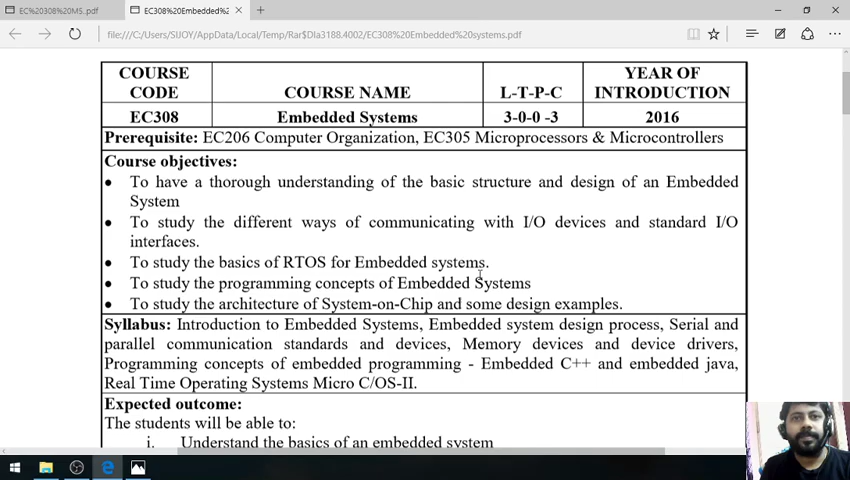 EC%20308%20MS..pdf
EC308%20Embedded%2
file:///C:/Users/SIJOY/AppData/Local/Temp/Rar$DIa3188.4002/EC308%20Embedded%20systems.pdf
COURSE CODE COURSE NAME L-T-P-C YEAR OF INTRODUCTION
EC308 Embedded Systems 3-0-0 -3 2016
Prerequisite: EC206 Computer Organization, EC305 Microprocessors & Microcontrollers
Course objectives:
• To have a thorough understanding of the basic structure and design of an Embedded
System
• To study the different ways of communicating with I/O devices and standard I/O
interfaces.
• To study the basics of RTOS for Embedded systems.
• To study the programming concepts of Embedded Systems
• To study the architecture of System-on-Chip and some design examples.
Syllabus: Introduction to Embedded Systems, Embedded system design process, Serial and
parallel communication standards and devices, Memory devices and device drivers,
Programming concepts of embedded programming - Embedded C++ and embedded java,
Real Time Operating Systems Micro C/OS-II.
Expected outcome:
The students will be able to:
i. Understand the basics of an embedded system